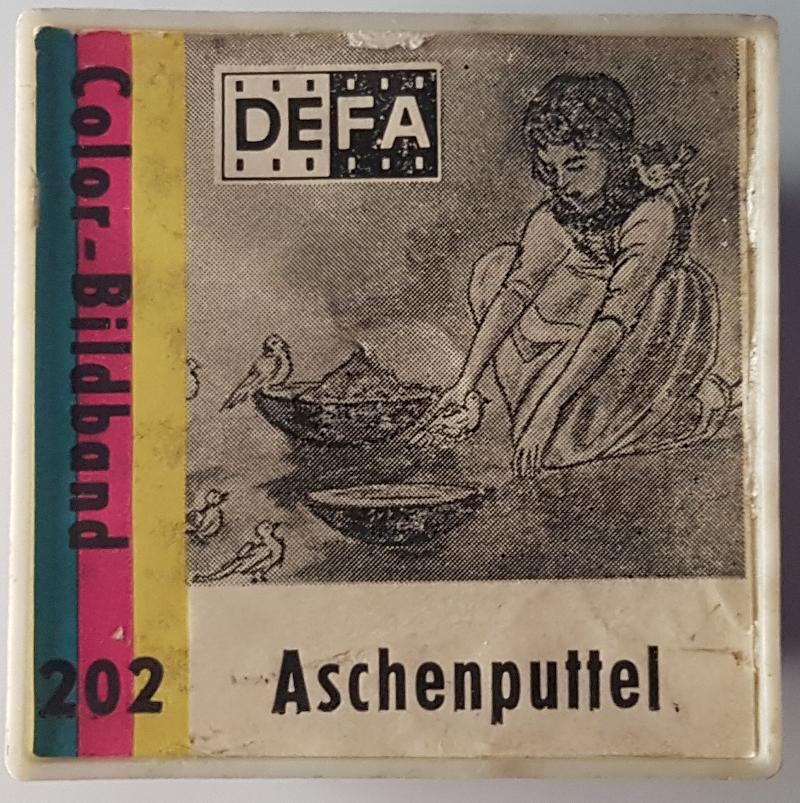 DEFA
Color-Bildband
202
Aschenputtel